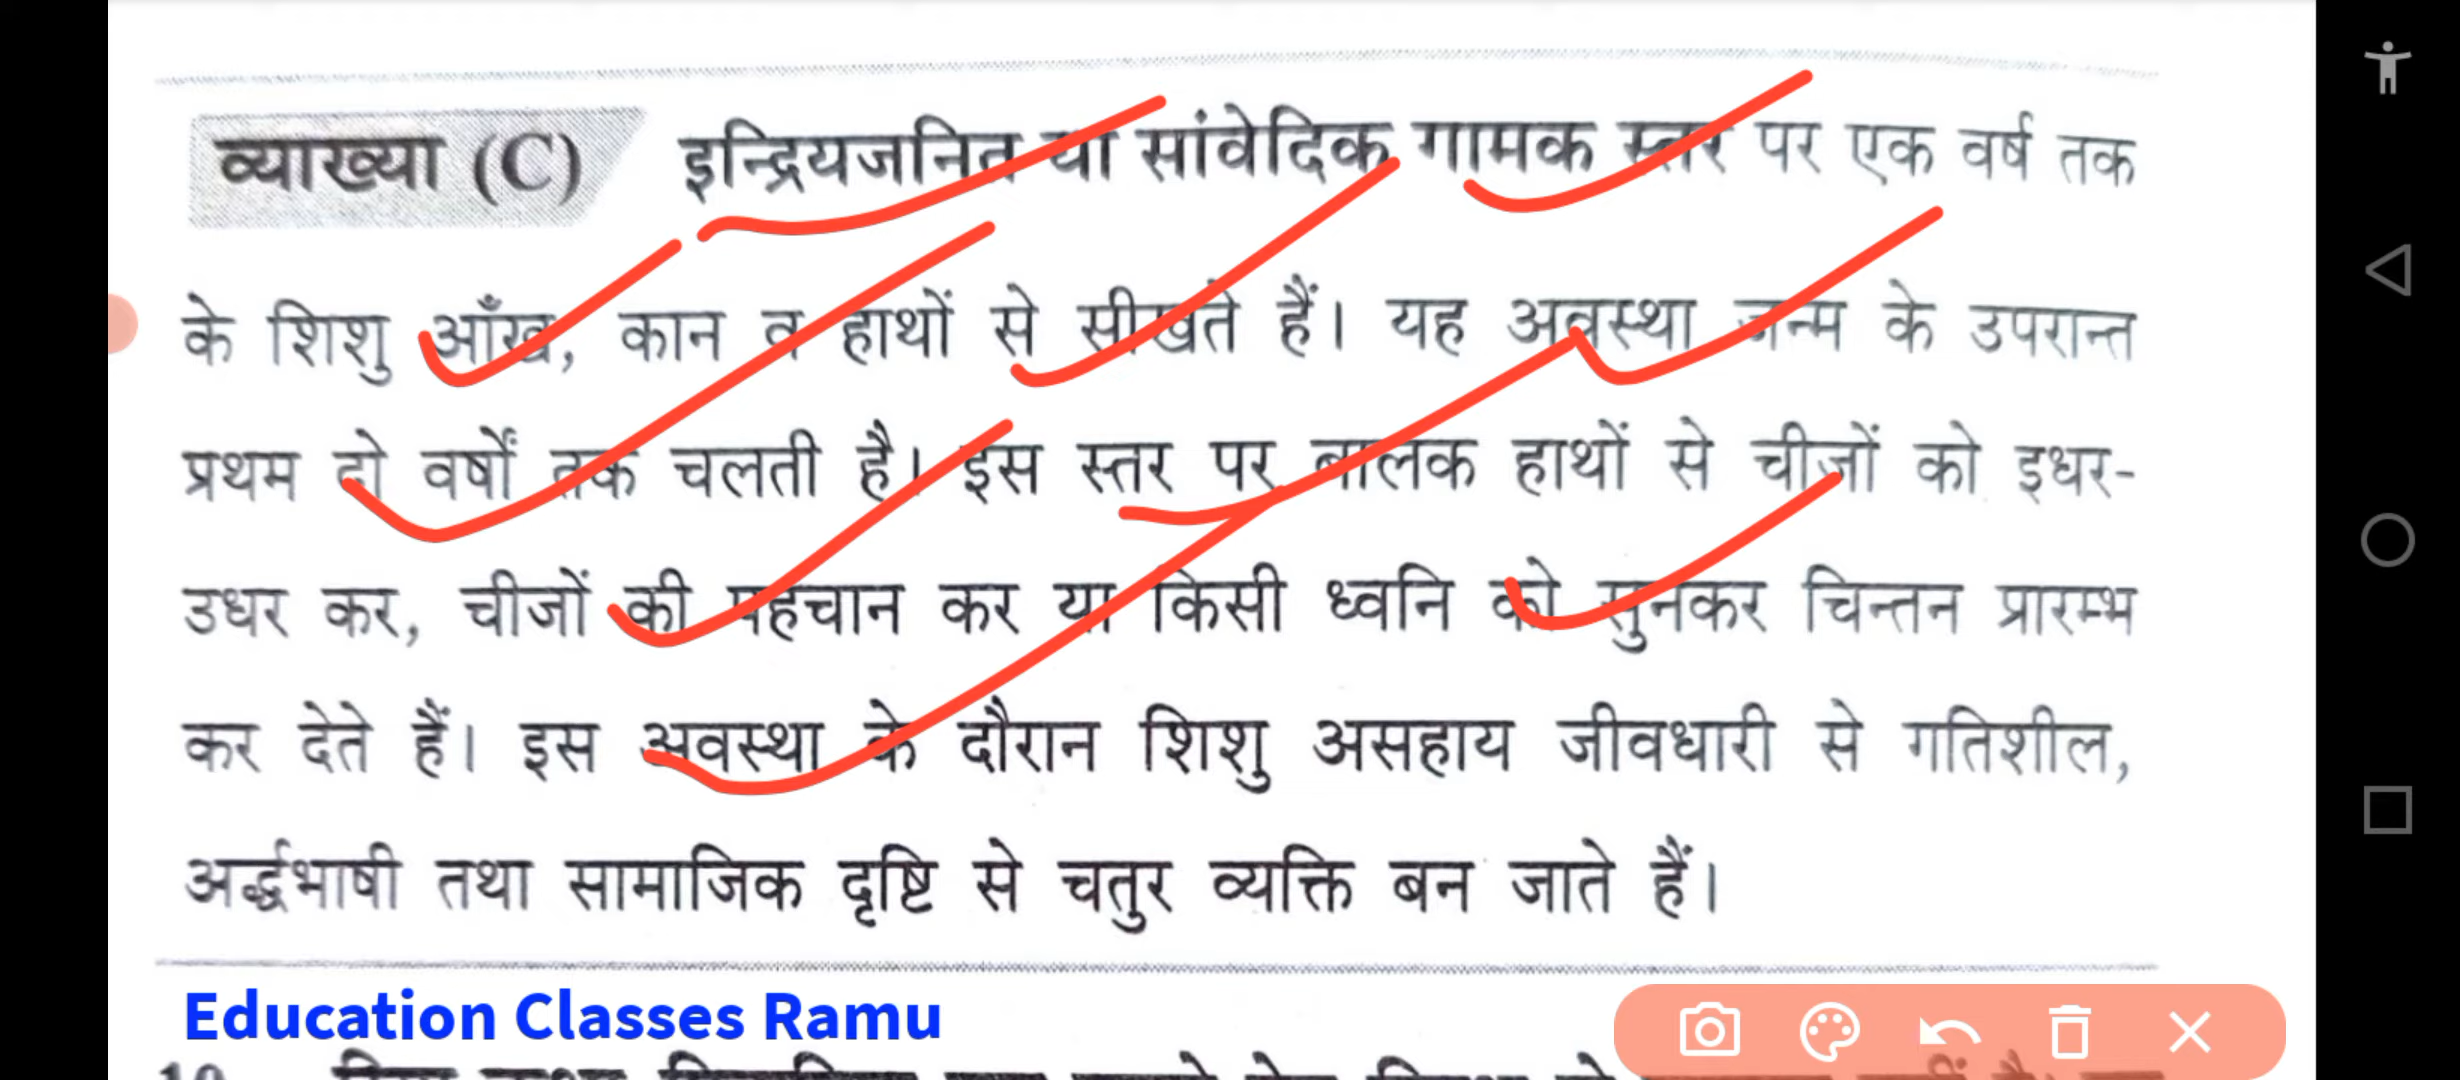 व्याख्या (C) इन्द्रियजनित या सांवेदिक गामक स्तर पर एक वर्ष तक
के शिशु आँख, कान व हाथों से सीखते हैं। यह अवस्था जन्म के उपरान्त
प्रथम दो वर्षों तक चलती है। इस स्तर पर बालक हाथों से चीजों को इधर-
उधर कर, चीजों की पहचान कर या किसी ध्वनि को सुनकर चिन्तन प्रारम्भ
कर देते हैं। इस अवस्था के दौरान शिशु असहाय जीवधारी से गतिशील,
अर्द्धभाषी तथा सामाजिक दृष्टि से चतुर व्यक्ति बन जाते हैं।
Education Classes Ramu